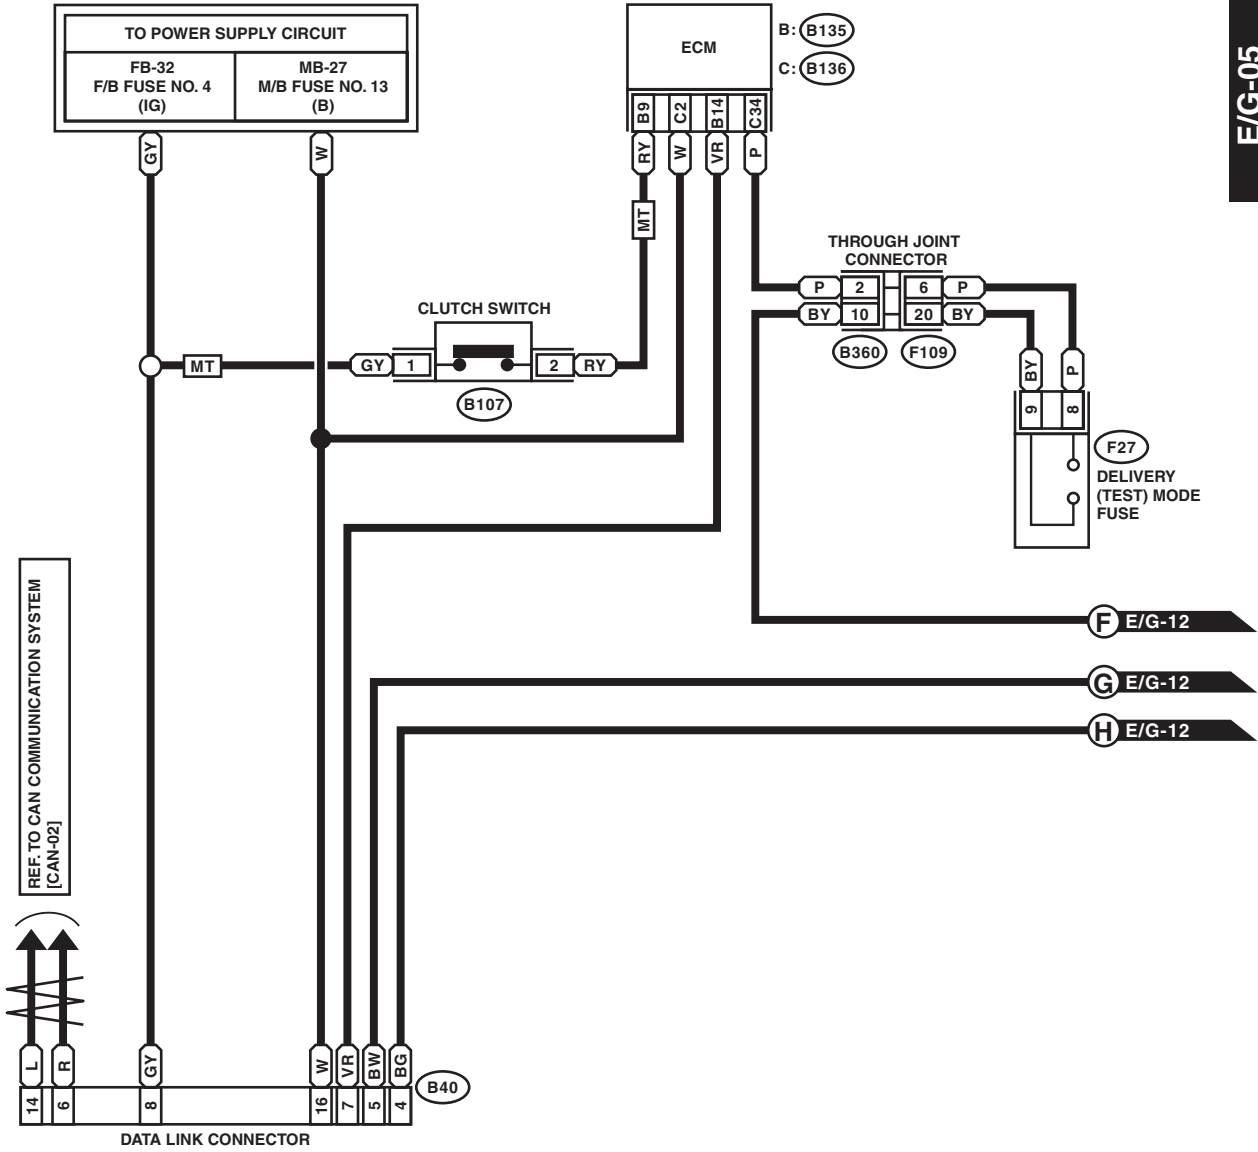 TO POWER SUPPLY CIRCUIT
FB-32
F/B FUSE NO. 4
(IG)
MB-27
M/B FUSE NO. 13
(B)
ECM
B: B135
C: B136
E/G-05
B9
C2
B14
C34
GY
W
RY
W
VR
P
MT
THROUGH JOINT
CONNECTOR
P 2 6 P
BY 10 20 BY
B360 F109
CLUTCH SWITCH
MT
GY 1
2 RY
B107
BY
P
9
8
F27
DELIVERY
(TEST) MODE
FUSE
REF. TO CAN COMMUNICATION SYSTEM
[CAN-02]
F E/G-12
G E/G-12
H E/G-12
L
R
GY
W
VR
BW
BG
B40
14
6
8
16
7
5
4
DATA LINK CONNECTOR